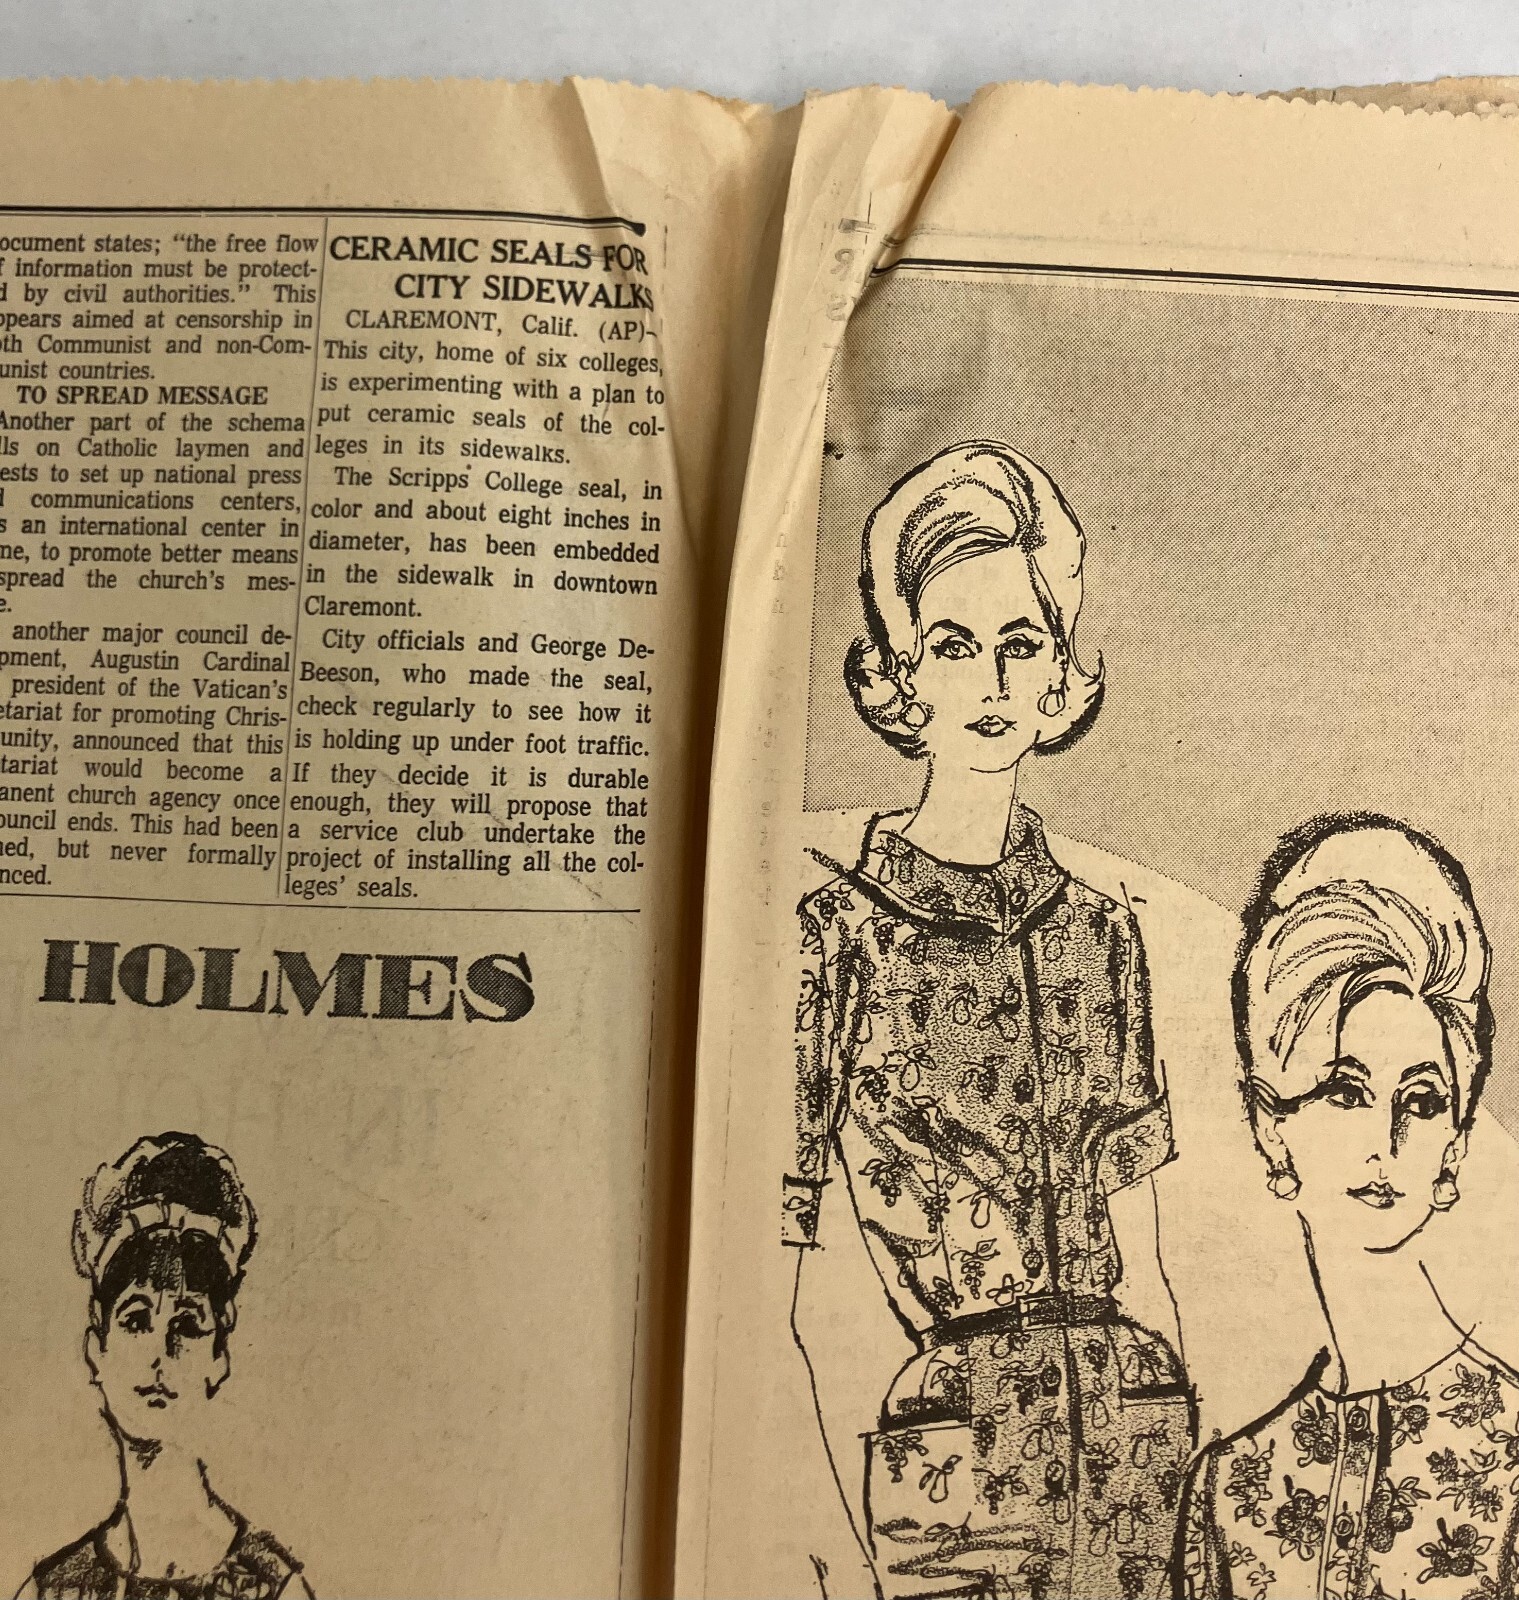 ocument states; “the free flow
f information must be protect-
d by civil authorities.” This
ppears aimed at censorship in
oth Communist and non-Com-
unist countries.
TO SPREAD MESSAGE
Another part of the schema
lls on Catholic laymen and
ests to set up national press
d communications centers,
s an international center in
me, to promote better means
spread the church's mes-
e.
another major council de-
pment, Augustin Cardinal
president of the Vatican's
etariat for promoting Chris-
unity, announced that this
tariat would become a
anent church agency once
ouncil ends. This had been
ned, but never formally
nced.
CERAMIC SEALS FOR
CITY SIDEWALKS
CLAREMONT, Calif. (AP)—
This city, home of six colleges,
is experimenting with a plan to
put ceramic seals of the col-
leges in its sidewalks.
The Scripps College seal, in
color and about eight inches in
diameter, has been embedded
in the sidewalk in downtown
Claremont.
City officials and George De-
Beeson, who made the seal,
check regularly to see how it
is holding up under foot traffic.
If they decide it is durable
enough, they will propose that
a service club undertake the
project of installing all the col-
leges' seals.
HOLMES